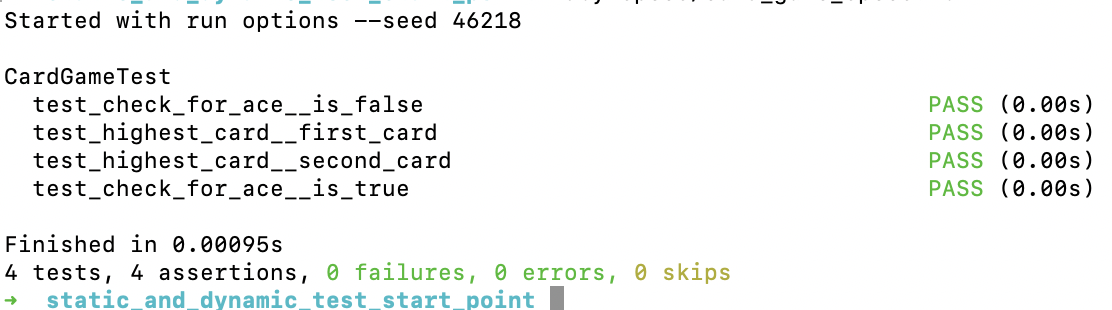 Started with run options --seed 46218
CardGameTest
test_check_for_ace__is_false PASS (0.00s)
test_highest_card__first_card PASS (0.00s)
test_highest_card__second_card PASS (0.00s)
test_check_for_ace__is_true PASS (0.00s)
Finished in 0.00095s
4 tests, 4 assertions, 0 failures, 0 errors, 0 skips
➜ static_and_dynamic_test_start_point